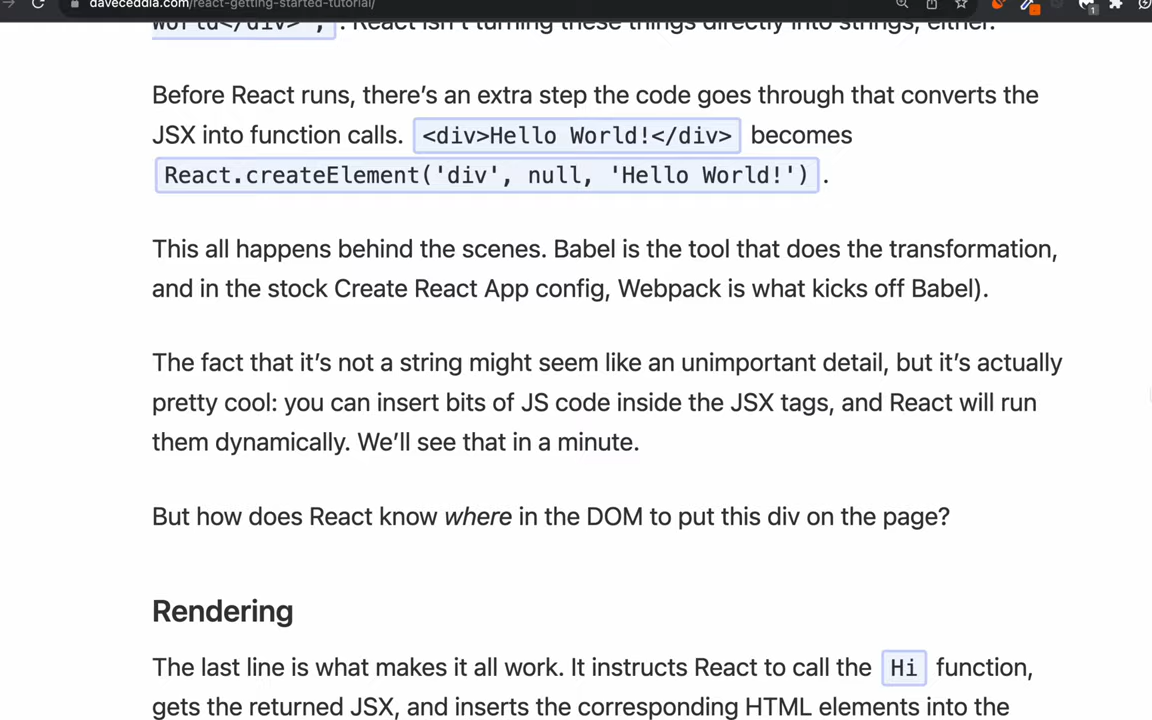 daveceddia.com/react-getting-started-tutorial/
World</div>`;. React isn't turning these things directly into strings, either.
Before React runs, there's an extra step the code goes through that converts the
JSX into function calls. <div>Hello World!</div> becomes
React.createElement('div', null, 'Hello World!').
This all happens behind the scenes. Babel is the tool that does the transformation,
and in the stock Create React App config, Webpack is what kicks off Babel).
The fact that it's not a string might seem like an unimportant detail, but it's actually
pretty cool: you can insert bits of JS code inside the JSX tags, and React will run
them dynamically. We'll see that in a minute.
But how does React know where in the DOM to put this div on the page?
Rendering
The last line is what makes it all work. It instructs React to call the Hi function,
gets the returned JSX, and inserts the corresponding HTML elements into the